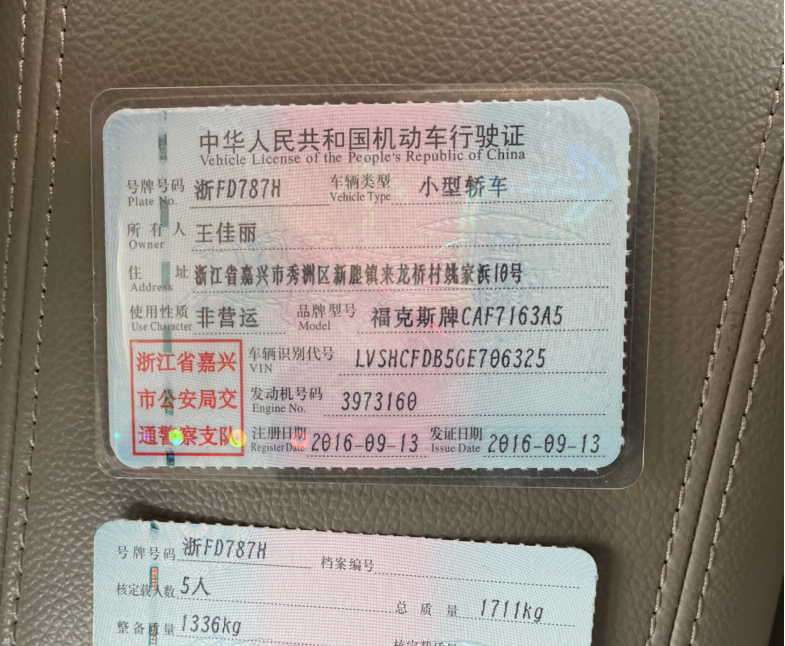 中华人民共和国机动车行驶证
Vehicle License of the People's Republic of China
号牌号码 浙FD787H 车辆类型 小型轿车
Plate No. Vehicle Type
所有人 王佳丽
Owner
住址 浙江省嘉兴市秀洲区新塍镇来龙桥村姚家浜10号
Address
使用性质 非营运 品牌型号 福克斯牌CAF7163A5
Use Character Model
浙江省嘉兴
市公安局交
通警察支队
车辆识别代号 LVSHCFDB5GE706325
VIN
发动机号码 3973160
Engine No.
注册日期 2016-09-13 发证日期 2016-09-13
Register Date Issue Date
号牌号码 浙FD787H 档案编号
核定载人数 5人 总质量 1711kg
整备质量 1336kg